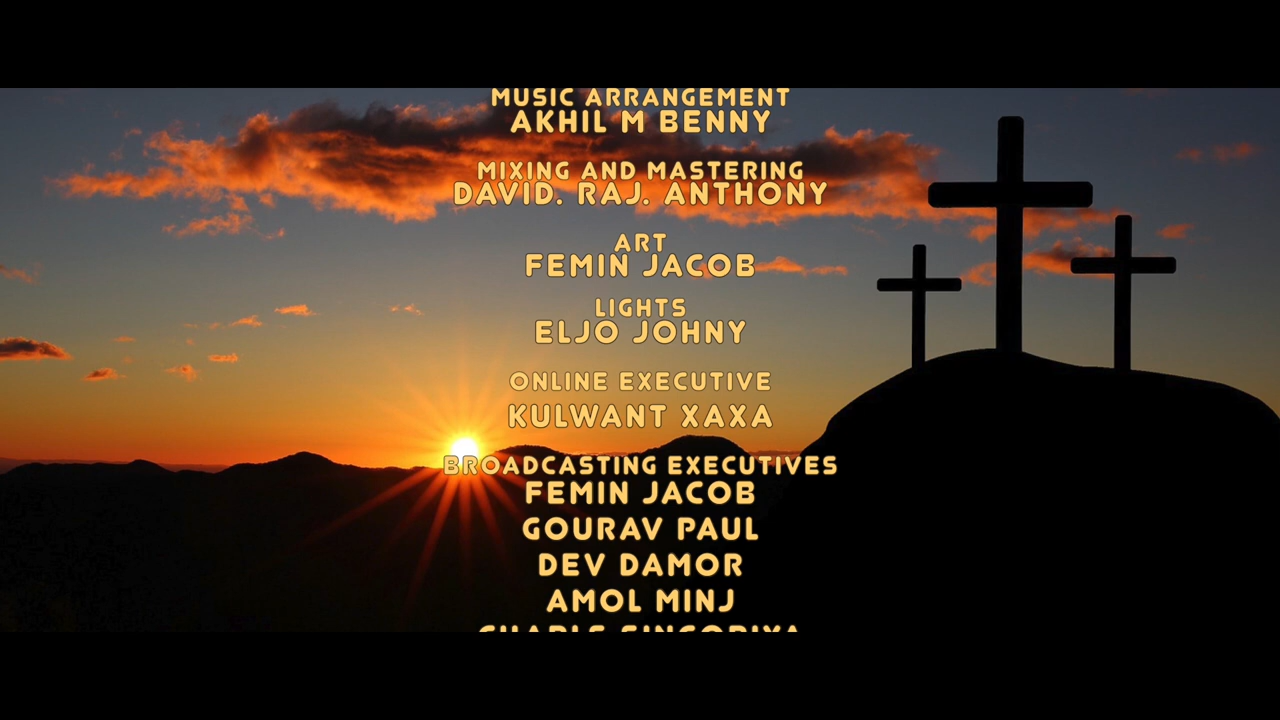 MUSIC ARRANGEMENT
AKHIL M BENNY
MIXING AND MASTERING
DAVID. RAJ. ANTHONY
ART
FEMIN JACOB
LIGHTS
ELJO JOHNY
ONLINE EXECUTIVE
KULWANT XAXA
BROADCASTING EXECUTIVES
FEMIN JACOB
GOURAV PAUL
DEV DAMOR
AMOL MINJ